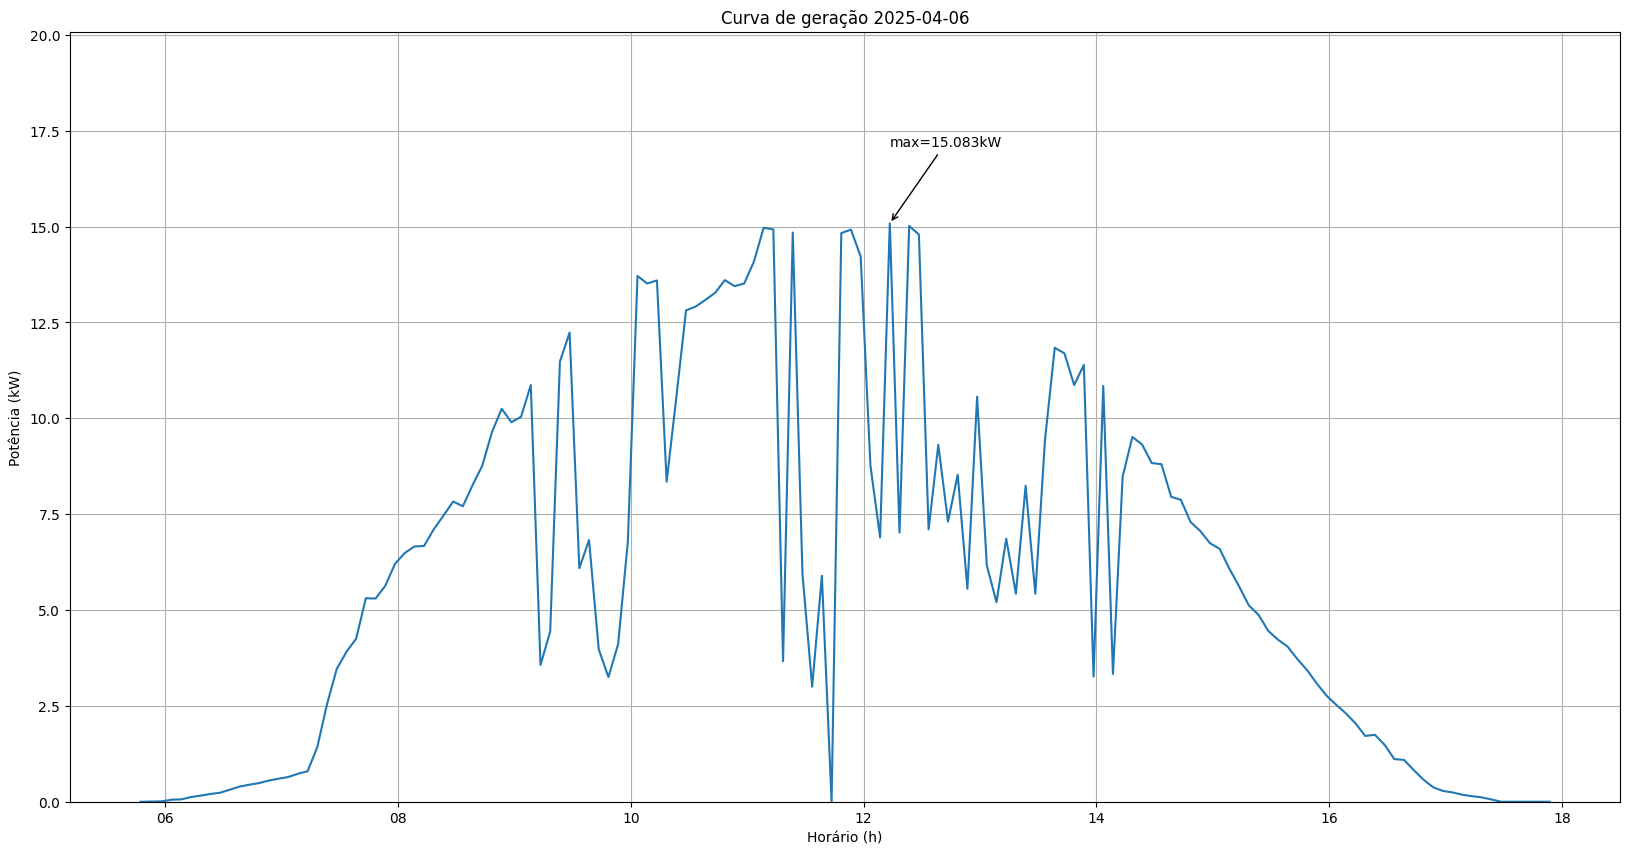 Curva de geração 2025-04-06
20.0
17.5
max=15.083kW
15.0
12.5
10.0
Potência (kW)
7.5
5.0
2.5
0.0
06 08 10 12 14 16 18
Horário (h)